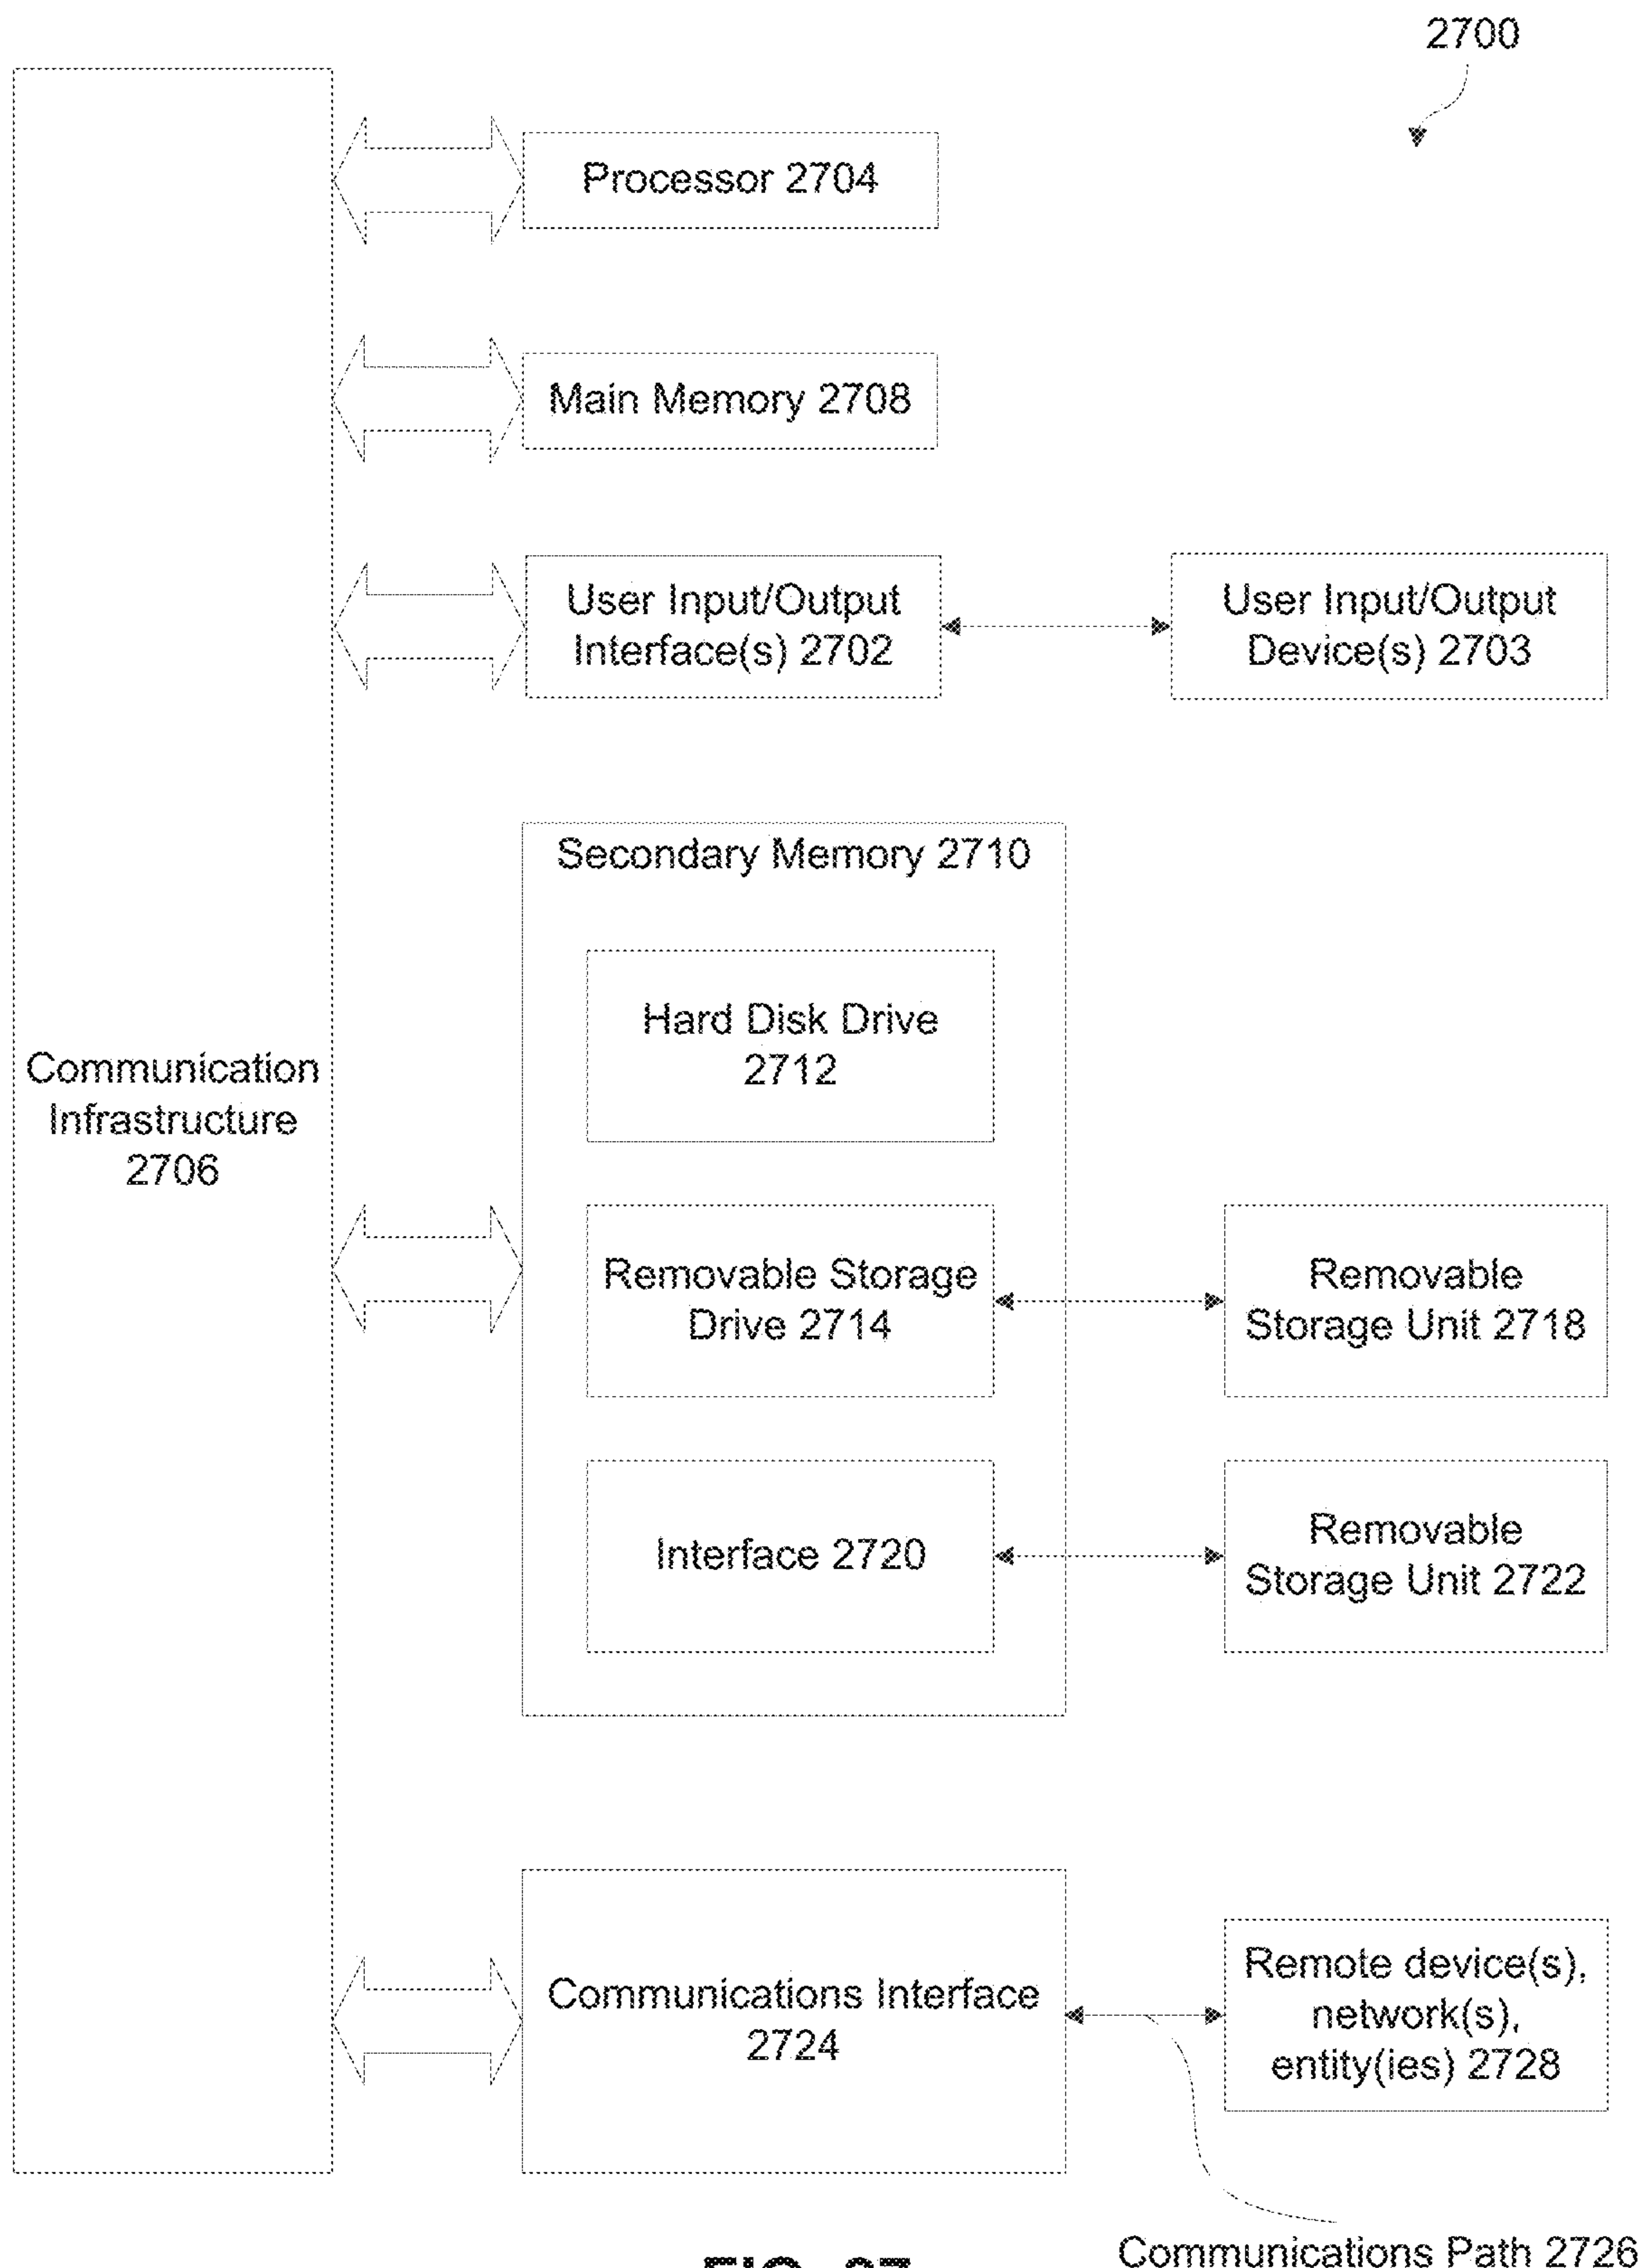 2700
Processor 2704
Main Memory 2708
User Input/Output
Interface(s) 2702
User Input/Output
Device(s) 2703
Secondary Memory 2710
Hard Disk Drive
2712
Communication
Infrastructure
2706
Removable Storage
Drive 2714
Removable
Storage Unit 2718
Interface 2720
Removable
Storage Unit 2722
Communications Interface
2724
Remote device(s),
network(s),
entity(ies) 2728
Communications Path 2726
FIG. 27